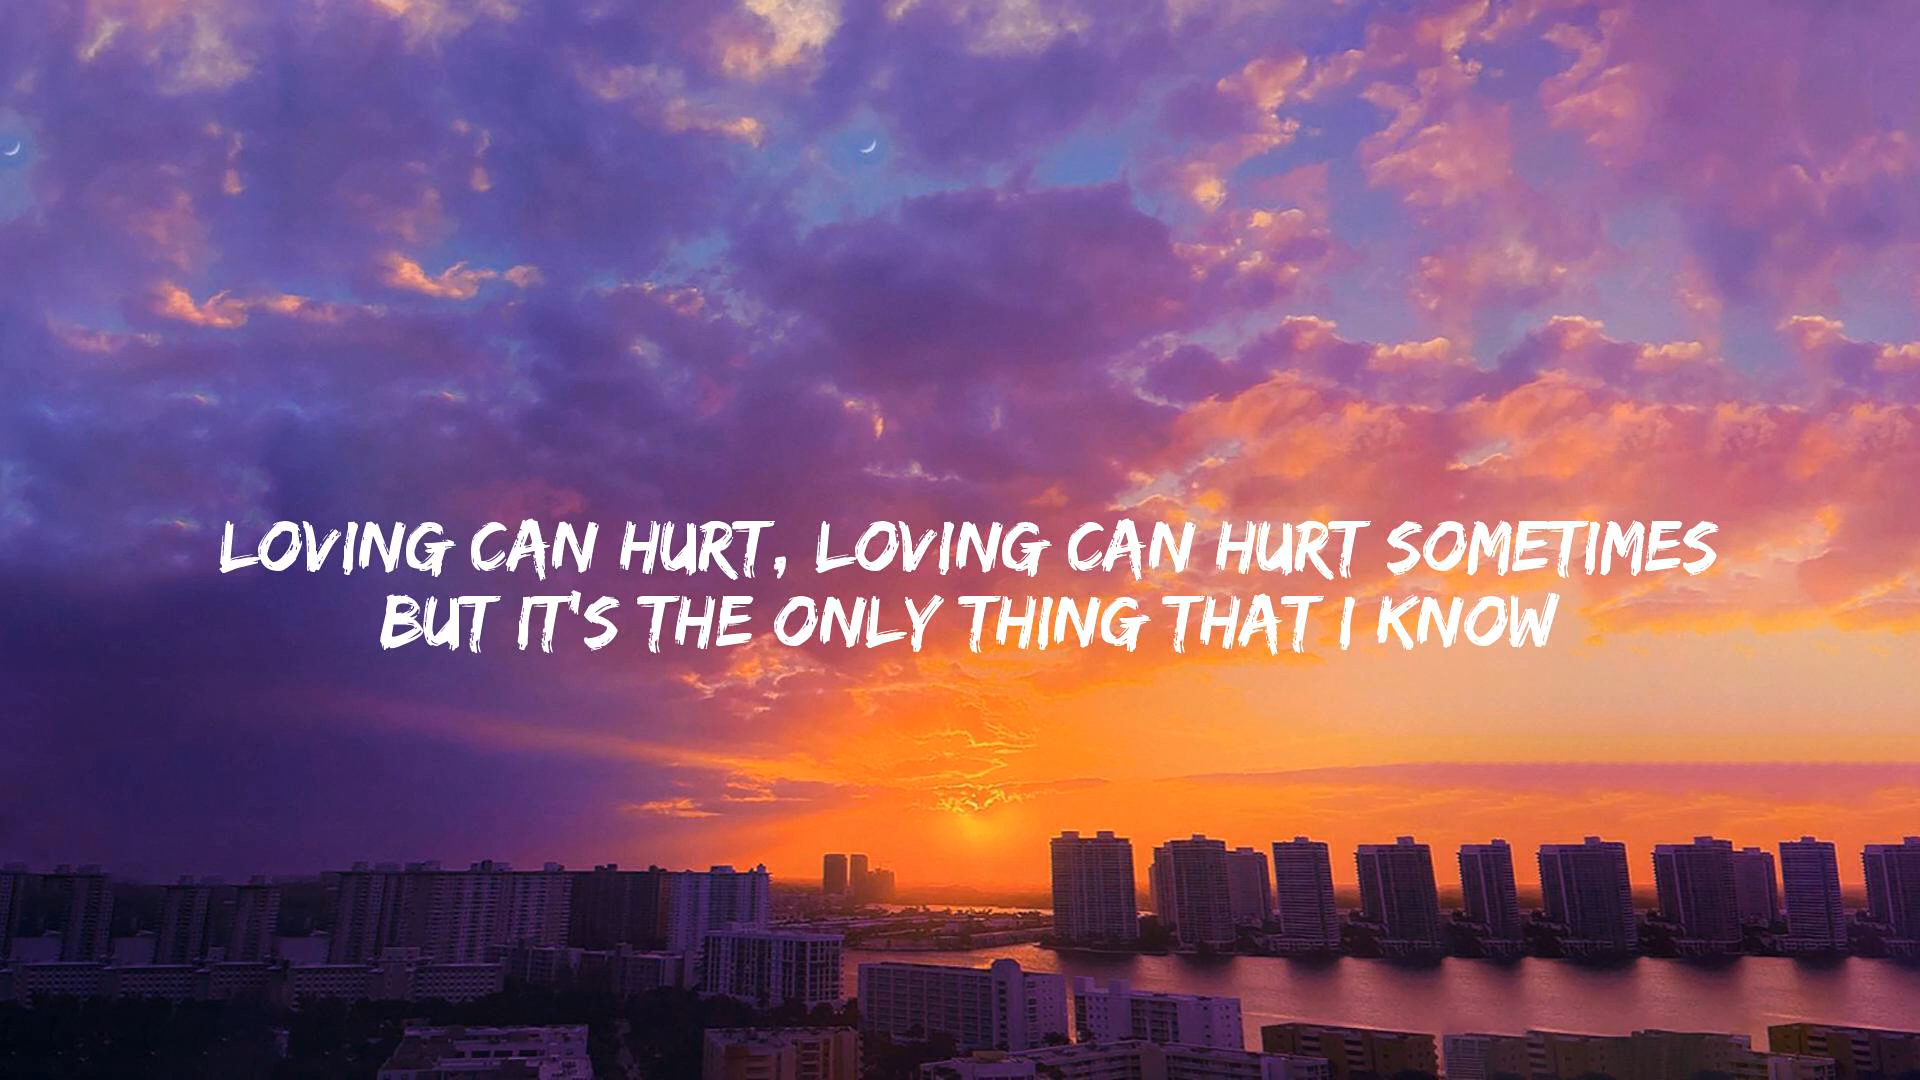 LOVING CAN HURT, LOVING CAN HURT SOMETIMES
BUT IT'S THE ONLY THING THAT I KNOW